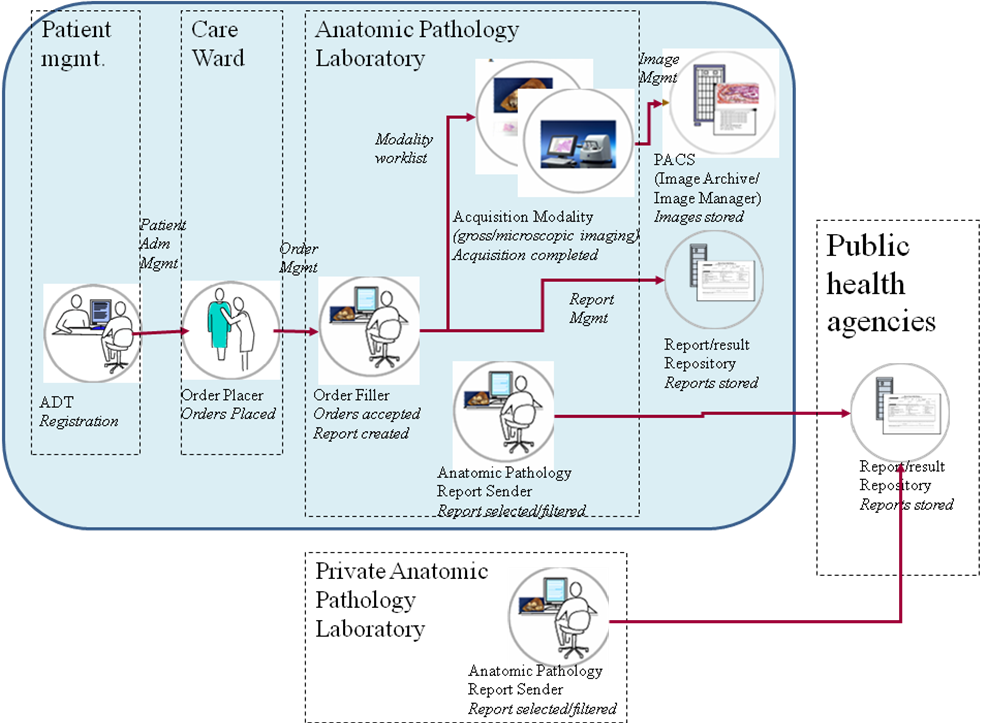 Patient
mgmt.
Care
Ward
Anatomic Pathology
Laboratory
Image
Mgmt
Modality
worklist
PACS
(Image Archive/
Image Manager)
Images stored
Acquisition Modality
(gross/microscopic imaging)
Acquisition completed
Patient
Adm
Mgmt
Order
Mgmt
Report
Mgmt
ADT
Registration
Order Placer
Orders Placed
Order Filler
Orders accepted
Report created
Report/result
Repository
Reports stored
Anatomic Pathology
Report Sender
Report selected/filtered
Public
health
agencies
Report/result
Repository
Reports stored
Private Anatomic
Pathology
Laboratory
Anatomic Pathology
Report Sender
Report selected/filtered